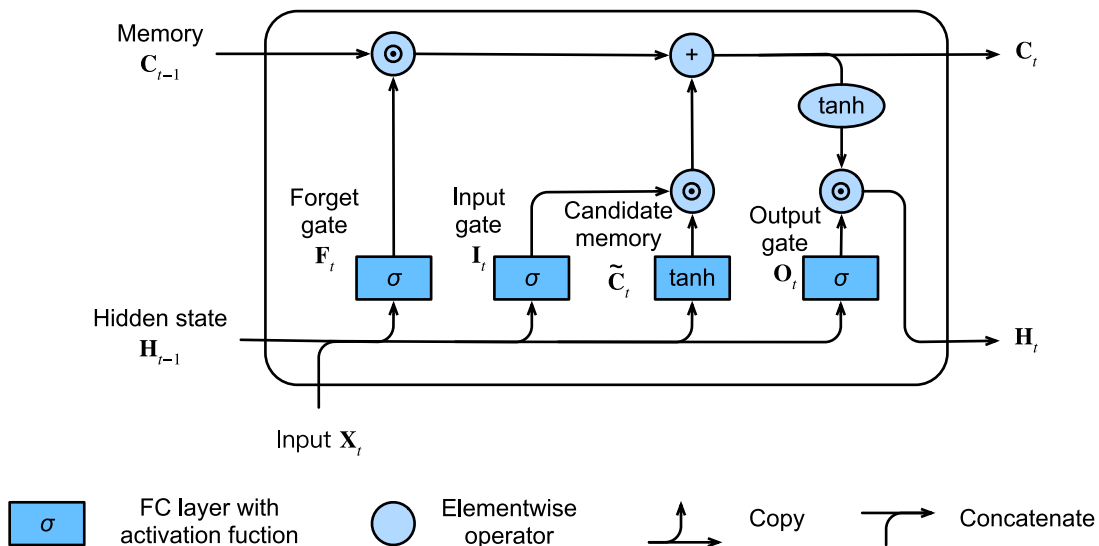 Memory
C_{t−1}
+
C_t
tanh
Forget
gate
F_t
Input
gate
I_t
Candidate
memory
C̃_t
Output
gate
O_t
σ
σ
tanh
σ
Hidden state
H_{t−1}
H_t
Input X_t
σ
FC layer with
activation fuction
Elementwise
operator
Copy
Concatenate